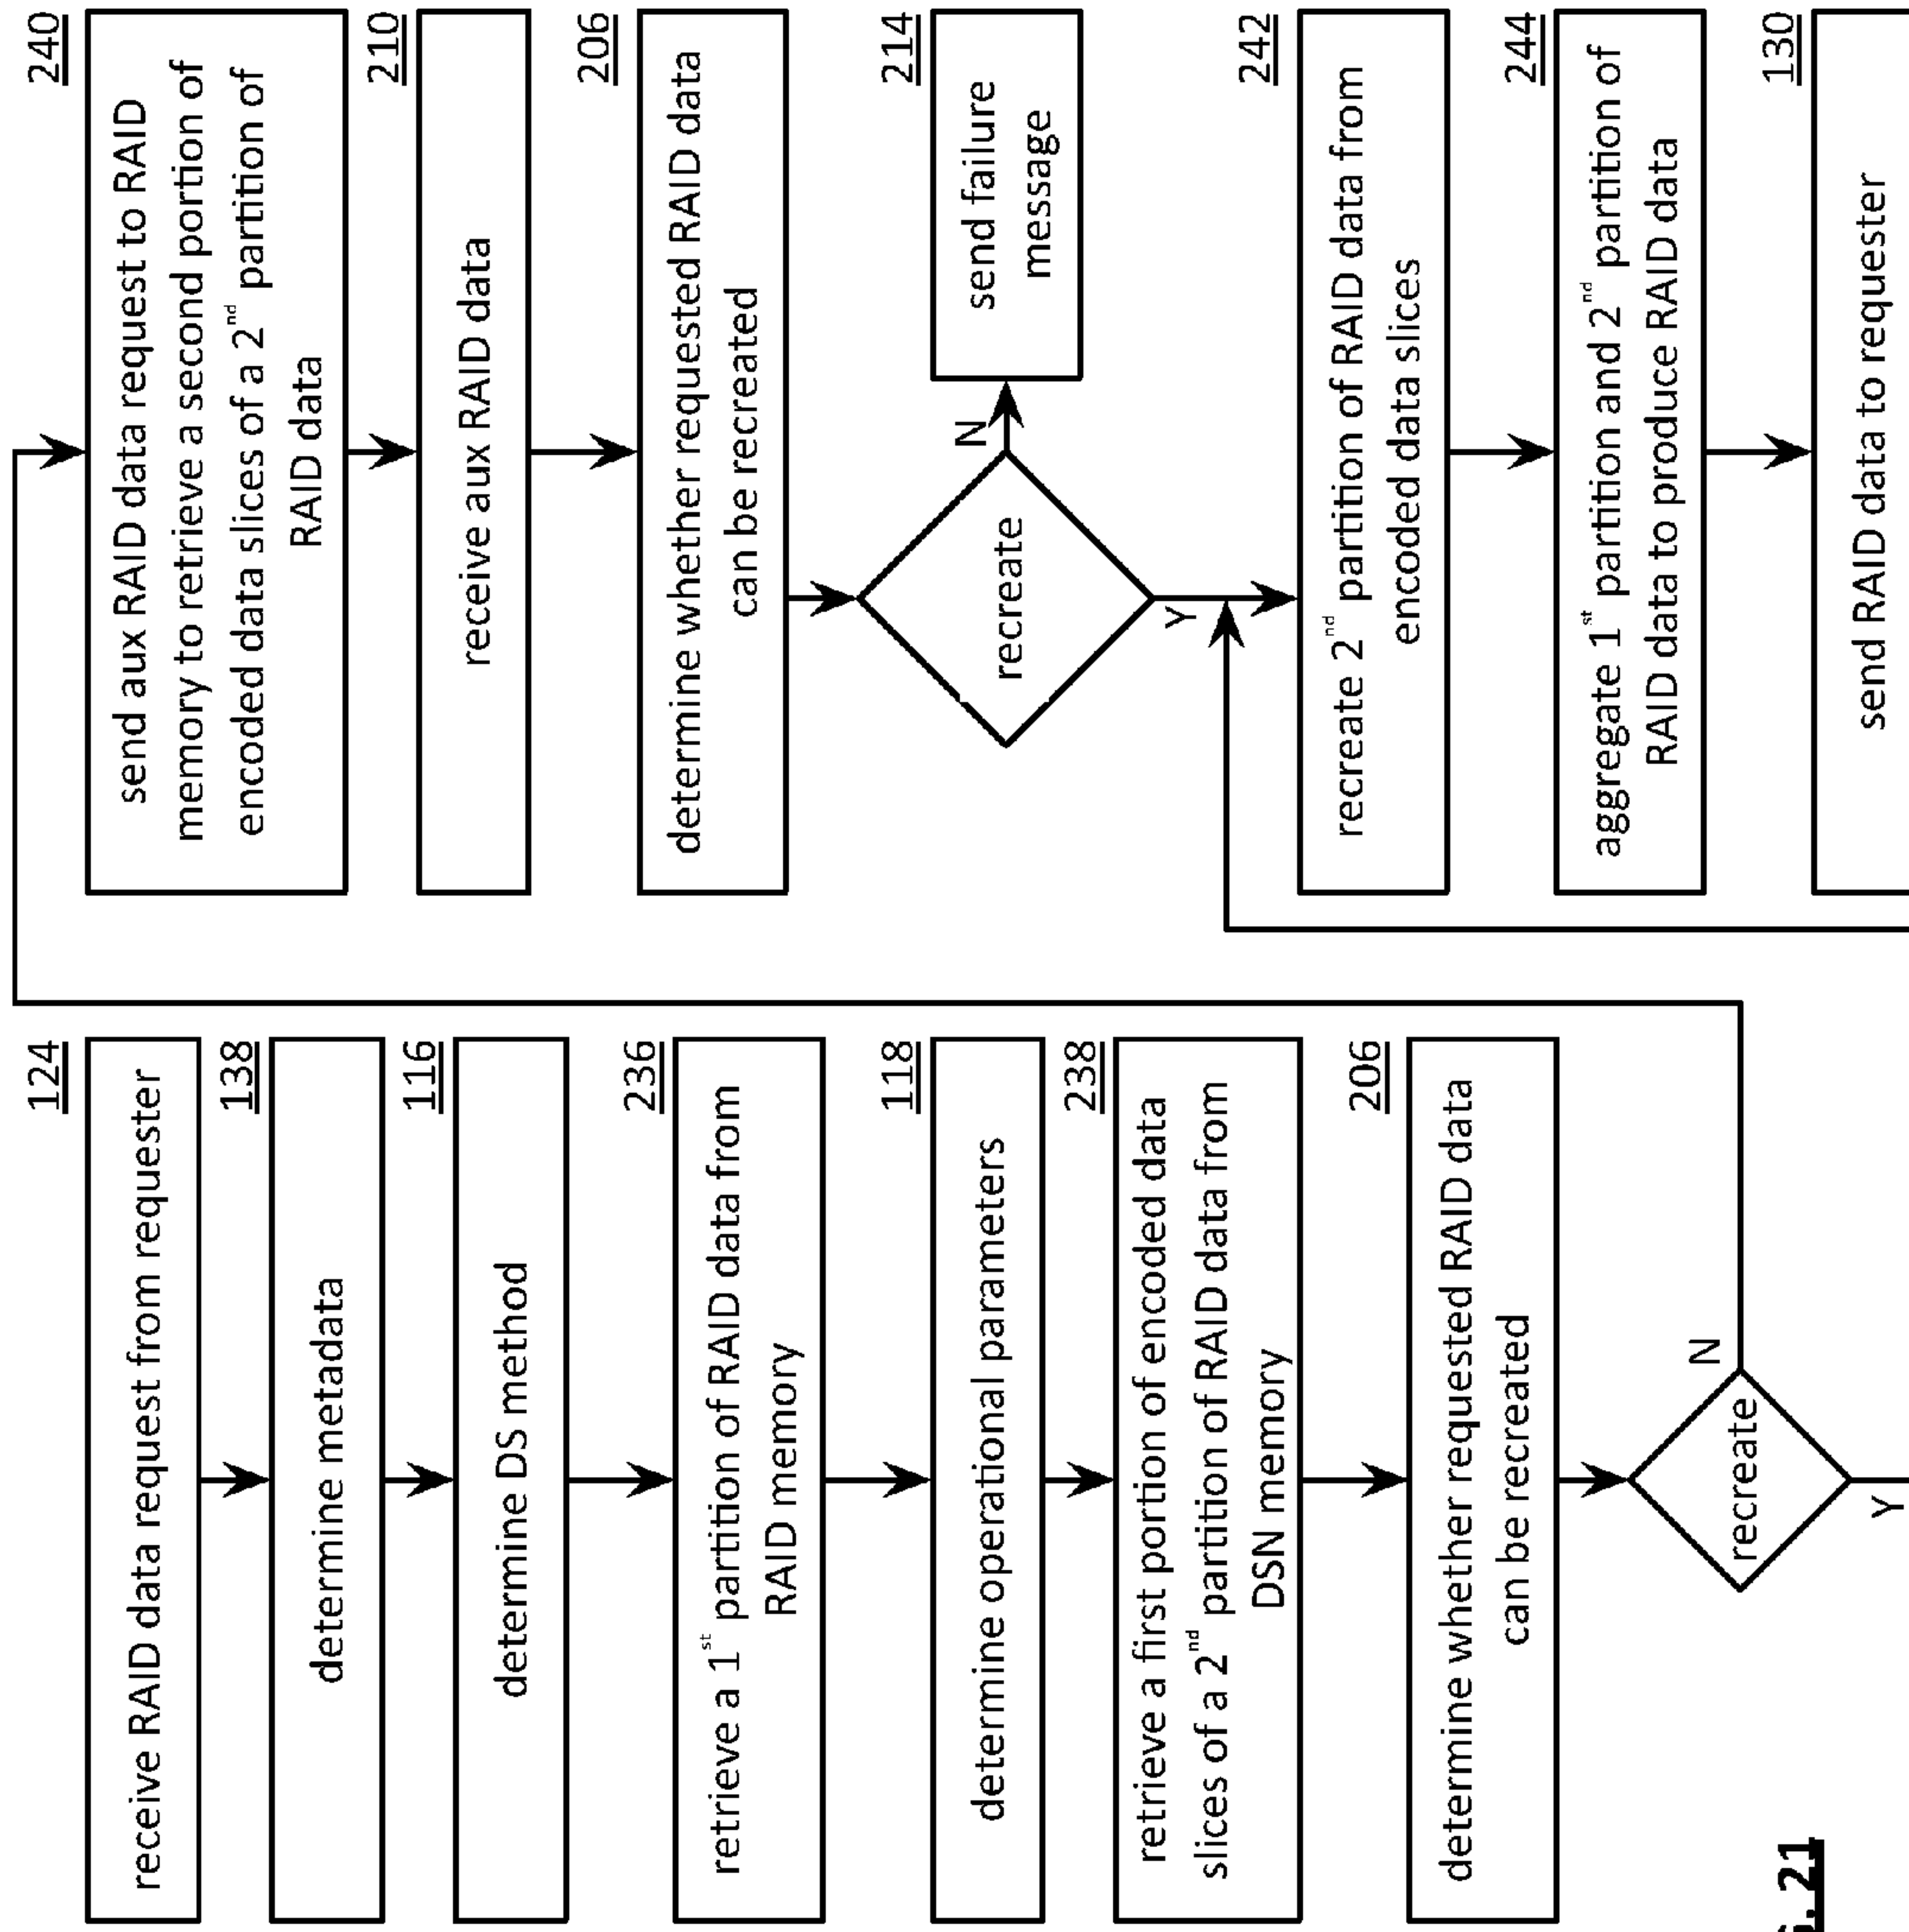 124
receive RAID data request from requester
138
determine metadata
116
determine DS method
236
retrieve a 1st partition of RAID data from
RAID memory
118
determine operational parameters
238
retrieve a first portion of encoded data
slices of a 2nd partition of RAID data from
DSN memory
206
determine whether requested RAID data
can be recreated
recreate
N
Y
240
send aux RAID data request to RAID
memory to retrieve a second portion of
encoded data slices of a 2nd partition of
RAID data
210
receive aux RAID data
206
determine whether requested RAID data
can be recreated
recreate
N
Y
214
send failure
message
242
recreate 2nd partition of RAID data from
encoded data slices
244
aggregate 1st partition and 2nd partition of
RAID data to produce RAID data
130
send RAID data to requester
21